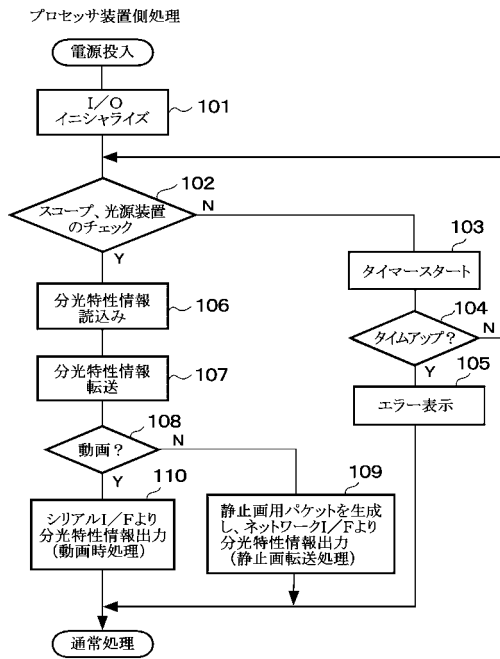 プロセッサ装置側処理
電源投入
I／O
イニシャライズ
101
102
スコープ、光源装置
のチェック
N
Y
103
タイマースタート
104
タイムアップ？
N
Y
105
エラー表示
分光特性情報
読込み
106
分光特性情報
転送
107
108
動画？
N
Y
110
シリアルI／Fより
分光特性情報出力
(動画時処理)
109
静止画用パケットを生成
し、ネットワークI／Fより
分光特性情報出力
(静止画転送処理)
通常処理